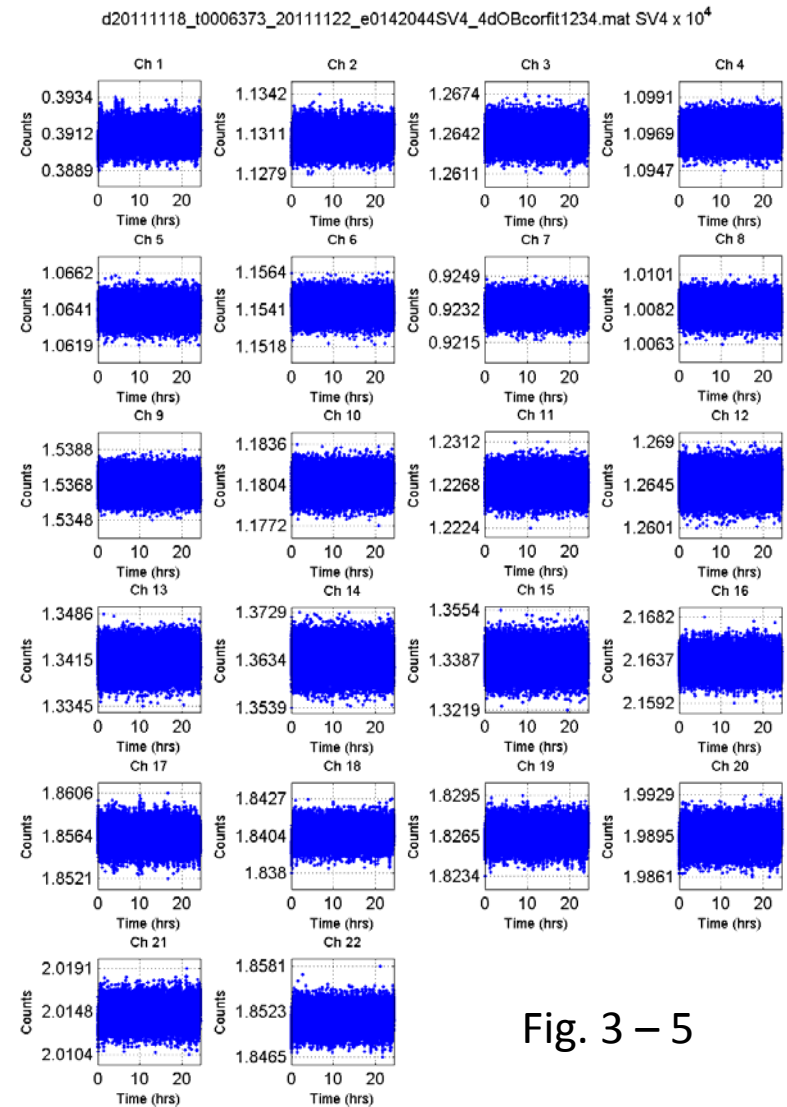 d20111118_t0006373_20111122_e0142044SV4_4dOBcorfit1234.mat SV4 x 10^4
Ch 1
0.3934
0.3912
0.3889
Counts
0 10 20
Time (hrs)
Ch 2
1.1342
1.1311
1.1279
Counts
0 10 20
Time (hrs)
Ch 3
1.2674
1.2642
1.2611
Counts
0 10 20
Time (hrs)
Ch 4
1.0991
1.0969
1.0947
Counts
0 10 20
Time (hrs)
Ch 5
1.0662
1.0641
1.0619
Counts
0 10 20
Time (hrs)
Ch 6
1.1564
1.1541
1.1518
Counts
0 10 20
Time (hrs)
Ch 7
0.9249
0.9232
0.9215
Counts
0 10 20
Time (hrs)
Ch 8
1.0101
1.0082
1.0063
Counts
0 10 20
Time (hrs)
Ch 9
1.5388
1.5368
1.5348
Counts
0 10 20
Time (hrs)
Ch 10
1.1836
1.1804
1.1772
Counts
0 10 20
Time (hrs)
Ch 11
1.2312
1.2268
1.2224
Counts
0 10 20
Time (hrs)
Ch 12
1.269
1.2645
1.2601
Counts
0 10 20
Time (hrs)
Ch 13
1.3486
1.3415
1.3345
Counts
0 10 20
Time (hrs)
Ch 14
1.3729
1.3634
1.3539
Counts
0 10 20
Time (hrs)
Ch 15
1.3554
1.3387
1.3219
Counts
0 10 20
Time (hrs)
Ch 16
2.1682
2.1637
2.1592
Counts
0 10 20
Time (hrs)
Ch 17
1.8606
1.8564
1.8521
Counts
0 10 20
Time (hrs)
Ch 18
1.8427
1.8404
1.838
Counts
0 10 20
Time (hrs)
Ch 19
1.8295
1.8265
1.8234
Counts
0 10 20
Time (hrs)
Ch 20
1.9929
1.9895
1.9861
Counts
0 10 20
Time (hrs)
Ch 21
2.0191
2.0148
2.0104
Counts
0 10 20
Time (hrs)
Ch 22
1.8581
1.8523
1.8465
Counts
0 10 20
Time (hrs)
Fig. 3 – 5